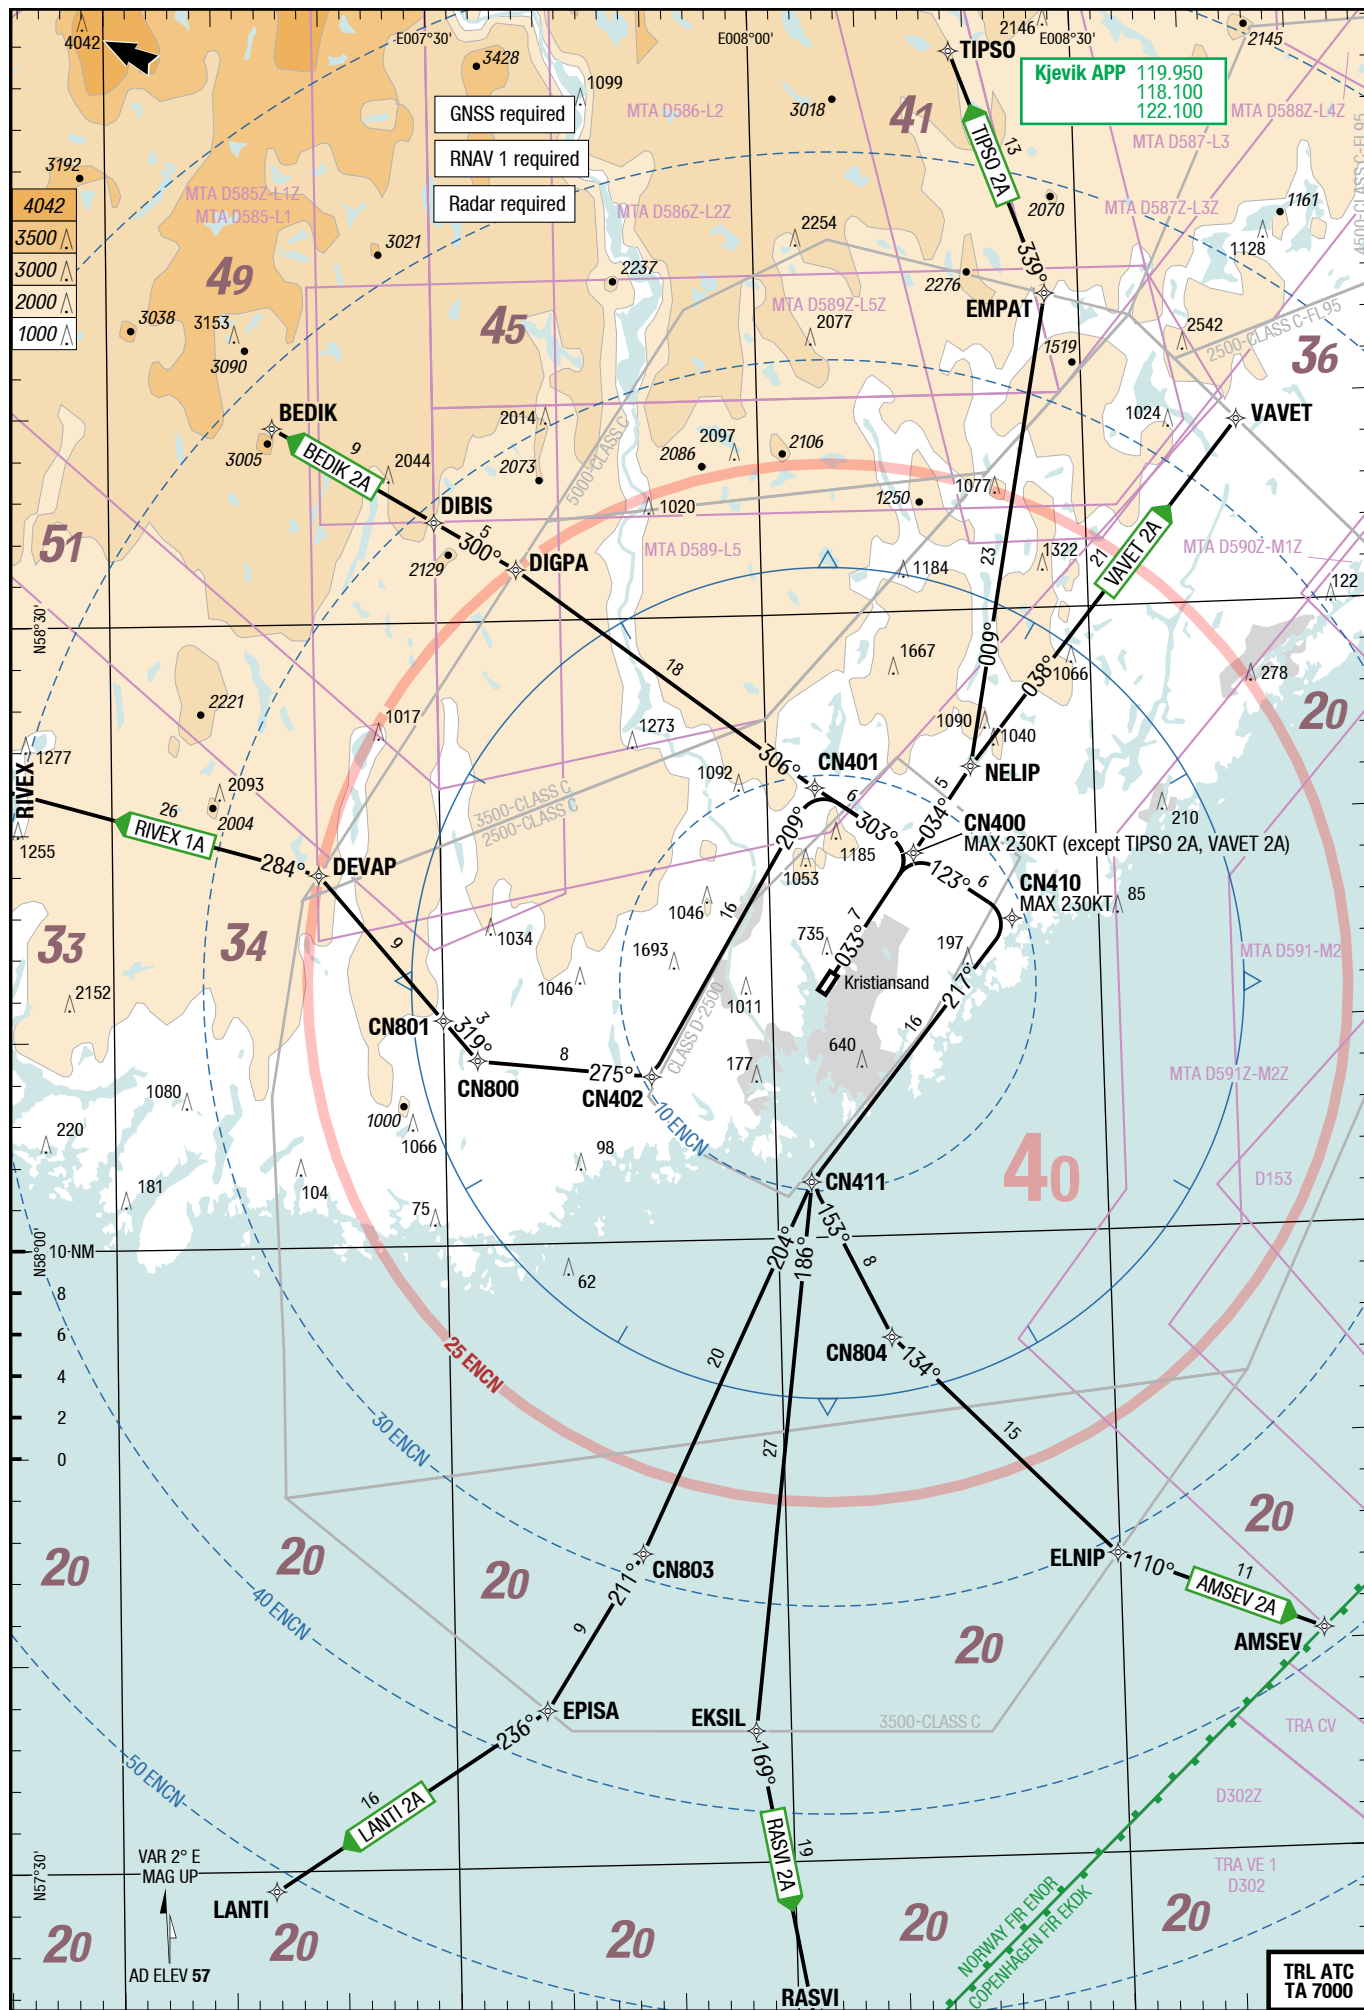 4042
E007:30'
3428
1099
E008:00'
TIPSO
2146
E008:30'
2145
Kjevik APP 119.950
118.100
122.100
GNSS required
RNAV 1 required
Radar required
MTA D586-L2
3018
41
MTA D588Z-L4Z
MTA D587-L3
4500-CLASS C-FL95
3192
MTA D585Z-L1Z
MTA D585-L1
MTA D586Z-L2Z
TIPSO 2A
13
2070
MTA D587Z-L3Z
1161
1128
4042
3500
3000
2000
1000
3021
49
2254
2237
339°
2276
EMPAT
3038
3153
3090
45
MTA D589Z-L5Z
2077
1519
2542
2500-CLASS C-FL95
36
BEDIK
3005
9
BEDIK 2A
2044
2014
5000-CLASS C
2073
2086
2097
2106
1024
VAVET
DIBIS
5
300°
2129
DIGPA
1020
1250
1077
51
MTA D589-L5
1184
23
1322
21
VAVET 2A
MTA D590Z-M1Z
122
N58°30'
18
1667
009°
038°
1066
278
20
2221
1017
1273
306°
1090
1040
1277
RIVEX
1092
CN401
NELIP
2093
2004
26
RIVEX 1A
3500-CLASS C
2500-CLASS C
209°
6
303°
5
034°
CN400
MAX 230KT (except TIPSO 2A, VAVET 2A)
210
1255
284°
DEVAP
1185
1053
123°
6
CN410
MAX 230KT
85
33
34
9
1034
1046
16
7
033°
735
197
MTA D591-M2
1693
1046
1011
Kristiansand
217°
2152
CN801
3
319°
CN800
8
275°
CN402
CLASS D-2500
177
640
16
MTA D591Z-M2Z
1080
1000
1066
10 ENCN
220
98
CN411
40
D153
181
104
75
204°
186°
153°
8
N58°00'
10-NM
8
6
4
2
0
62
CN804
134°
25 ENCN
20
27
15
30 ENCN
20
20
20
20
CN803
211°
9
ELNIP
110°
11
AMSEV 2A
AMSEV
40 ENCN
20
EPISA
236°
EKSIL
3500-CLASS C
TRA CV
169°
50 ENCN
16
LANTI 2A
D302Z
RASVI 2A
19
VAR 2° E
MAG UP
N57°30'
TRA VE 1
D302
LANTI
NORWAY FIR ENOR
COPENHAGEN FIR EKDK
20
20
20
20
20
AD ELEV 57
RASVI
TRL ATC
TA 7000